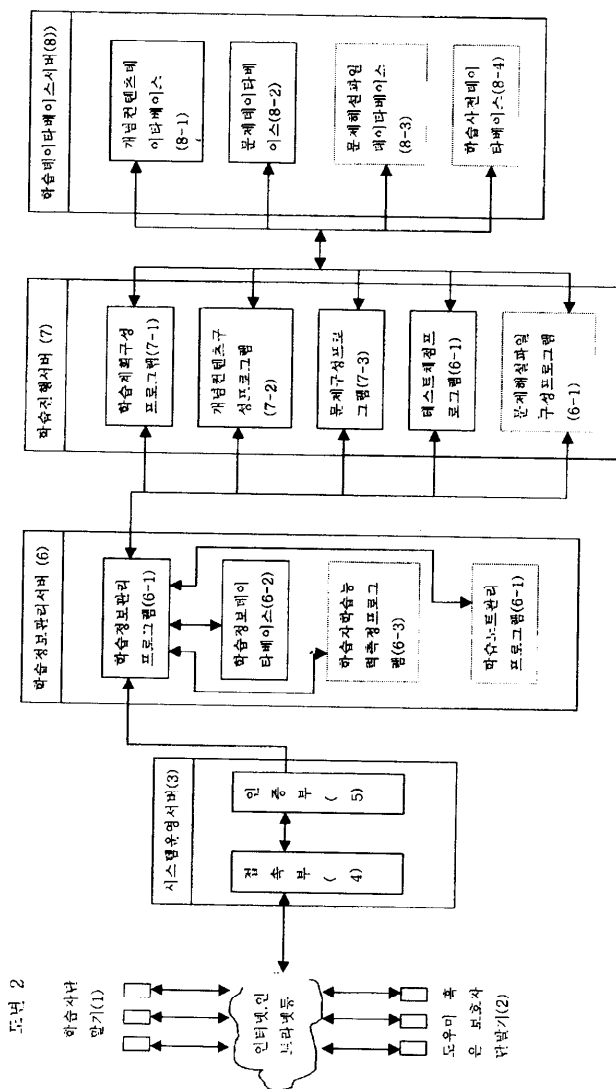 도면 2
학습자단
말기(1)
인터넷,인
트라넷등
도우미 혹
은 보호자
단말기(2)
시스템운영서버(3)
접
속
부
(
4)
인
증
부
(
5)
학습정보관리서버(6)
학습정보관리
프로그램(6-1)
학습정보데이
타베이스(6-2)
학습자학습능
력측정프로그
램(6-3)
학습노트관리
프로그램(6-1)
학습진행서버 (7)
학습계획구성
프로그램(7-1)
개념컨텐츠구
성프로그램
(7-2)
문제구성프로
그램(7-3)
테스트채점프
로그램(6-1)
문제해설파일
구성프로그램
(6-1)
학습데이타베이스서버(8))
개념컨텐츠데
이타베이스
(8-1)
문제데이타베
이스(8-2)
문제해설파일
데이타베이스
(8-3)
학습사전데이
타베이스(8-4)